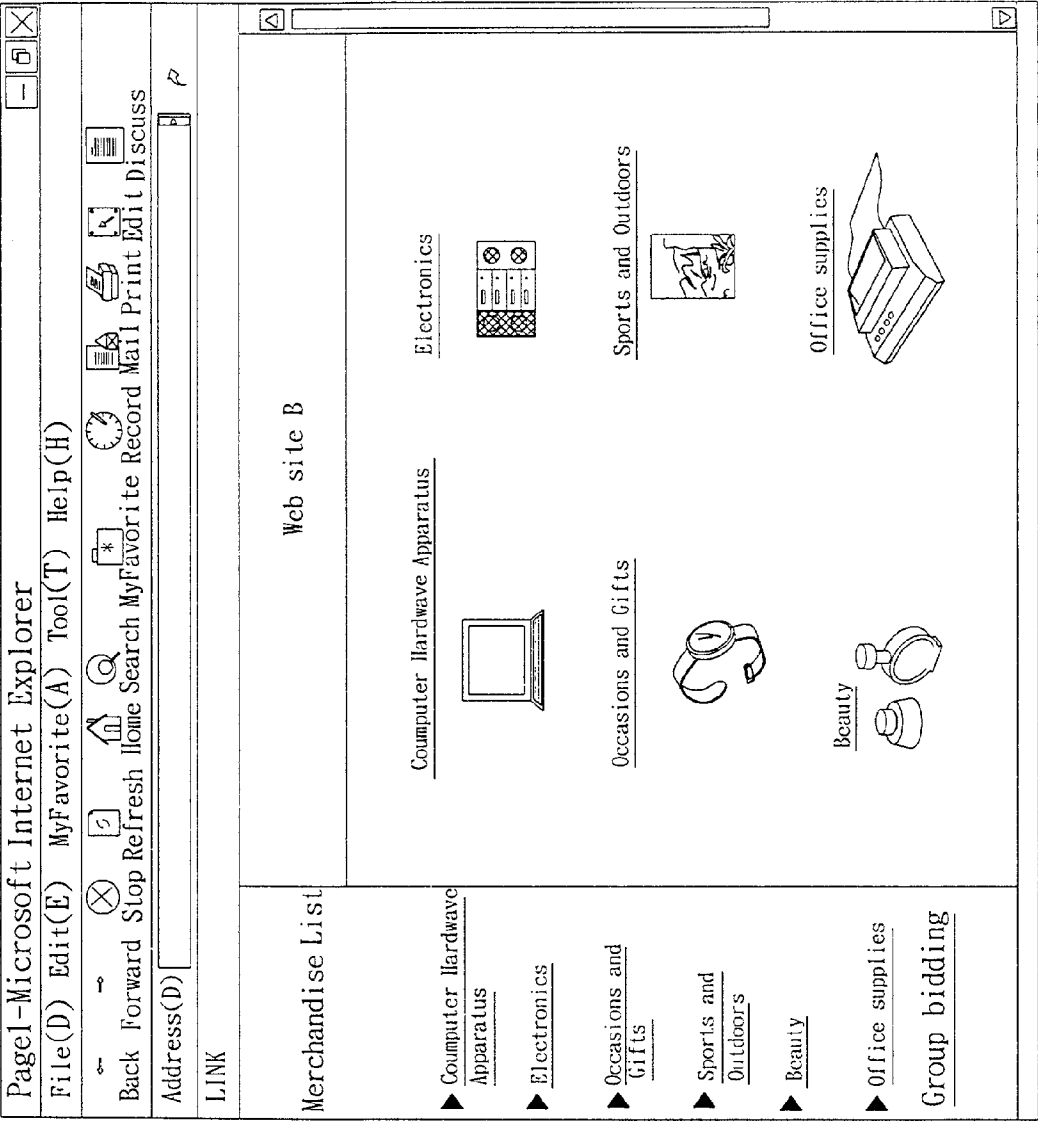 Page1-Microsoft Internet Explorer
File(D) Edit(E) MyFavorite(A) Tool(T) Help(H)
Back Forward Stop Refresh Home Search MyFavorite Record Mail Print Edit Discuss
Address(D)
LINK
Merchandise List
Coumputer Hardwave
Apparatus
Electronics
Occasions and
Gifts
Sports and
Outdoors
Beauty
Office supplies
Group bidding
Web site B
Coumputer Hardwave Apparatus
Electronics
Occasions and Gifts
Sports and Outdoors
Beauty
Office supplies